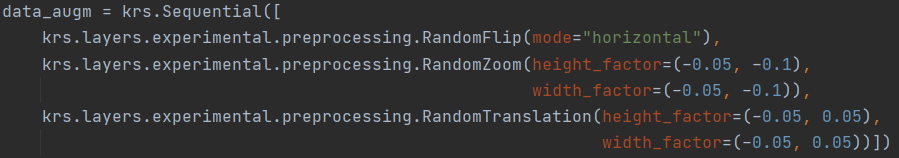 data_augm = krs.Sequential([
    krs.layers.experimental.preprocessing.RandomFlip(mode="horizontal"),
    krs.layers.experimental.preprocessing.RandomZoom(height_factor=(-0.05, -0.1),
                                                     width_factor=(-0.05, -0.1)),
    krs.layers.experimental.preprocessing.RandomTranslation(height_factor=(-0.05, 0.05),
                                                            width_factor=(-0.05, 0.05))])